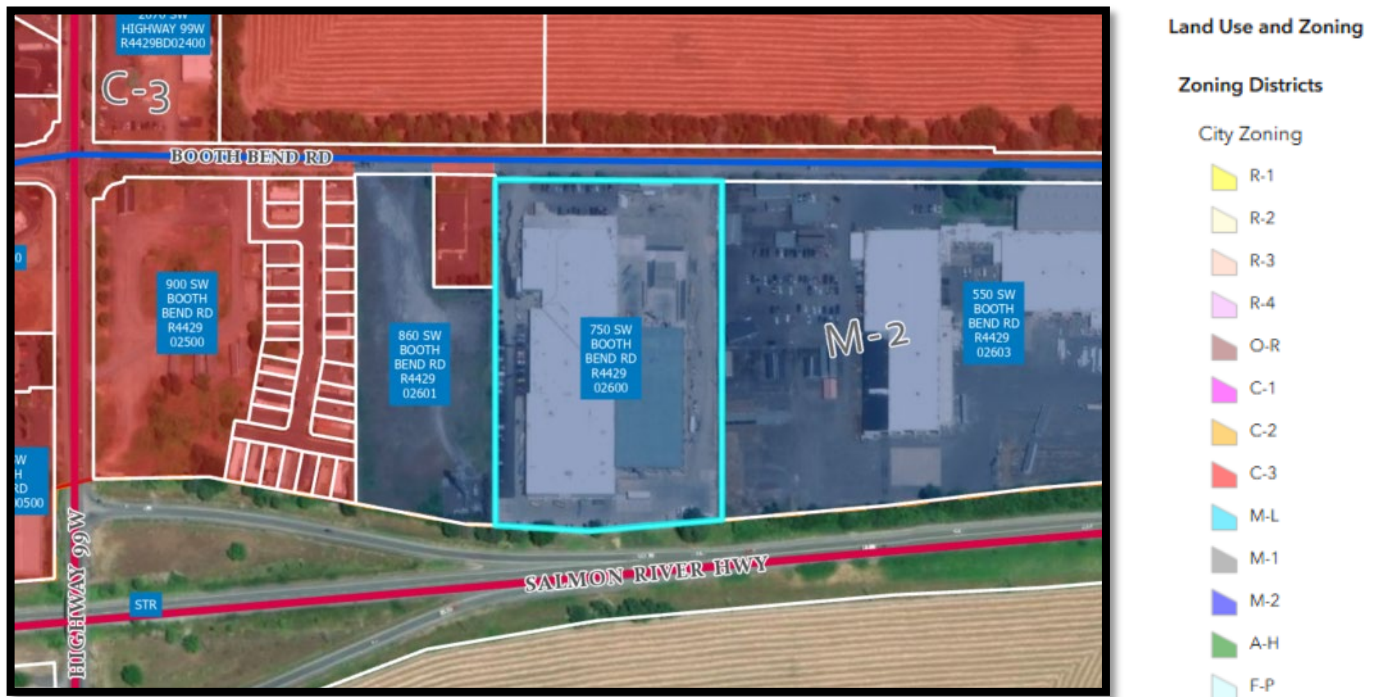 2070 SW
HIGHWAY 99W
R4429BD02400
C-3
BOOTH BEND RD
900 SW
BOOTH
BEND RD
R4429
02500
860 SW
BOOTH
BEND RD
R4429
02601
750 SW
BOOTH
BEND RD
R4429
02600
M-2
550 SW
BOOTH
BEND RD
R4429
02603
0
W
H
RD
0500
HIGHWAY 99W
STR
SALMON RIVER HWY
Land Use and Zoning
Zoning Districts
City Zoning
R-1
R-2
R-3
R-4
O-R
C-1
C-2
C-3
M-L
M-1
M-2
A-H
F-P